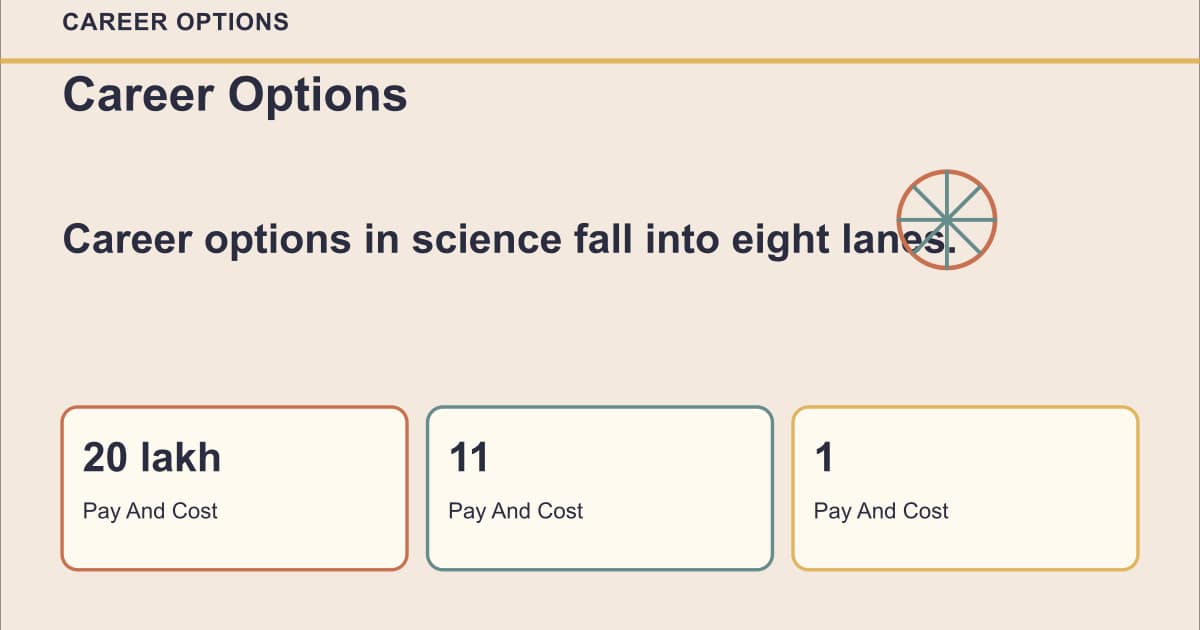 CAREER OPTIONS
Career Options
Career options in science fall into eight lanes.
20 lakh
Pay And Cost
11
Pay And Cost
1
Pay And Cost